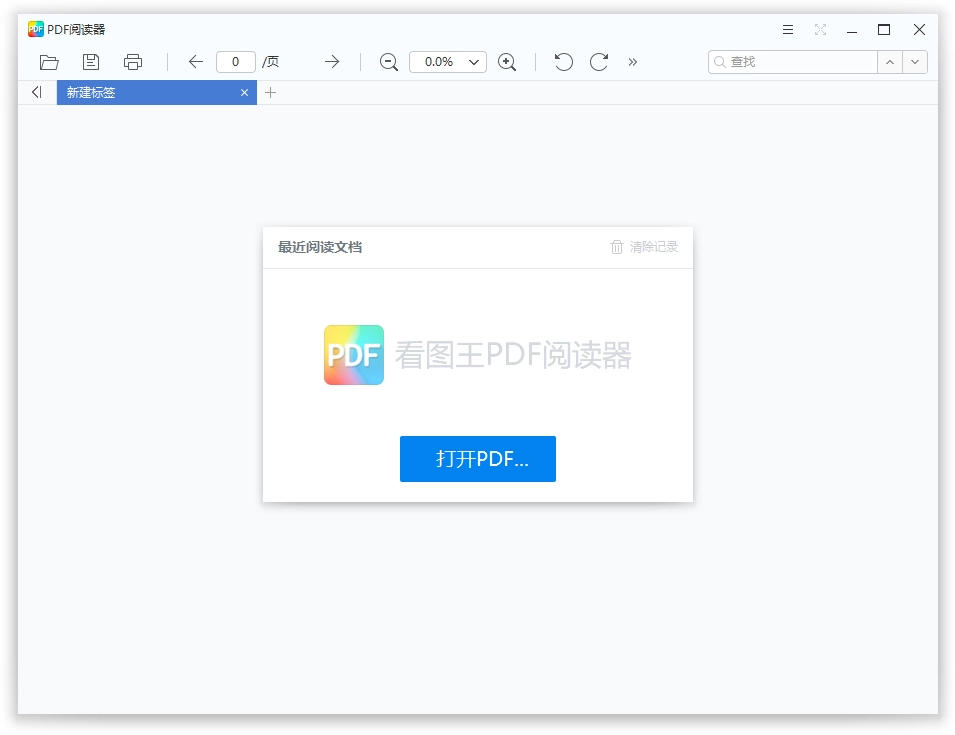 PDF PDF阅读器
0 /页 0.0% 查找
新建标签
最近阅读文档 清除记录
PDF 看图王PDF阅读器
打开PDF...